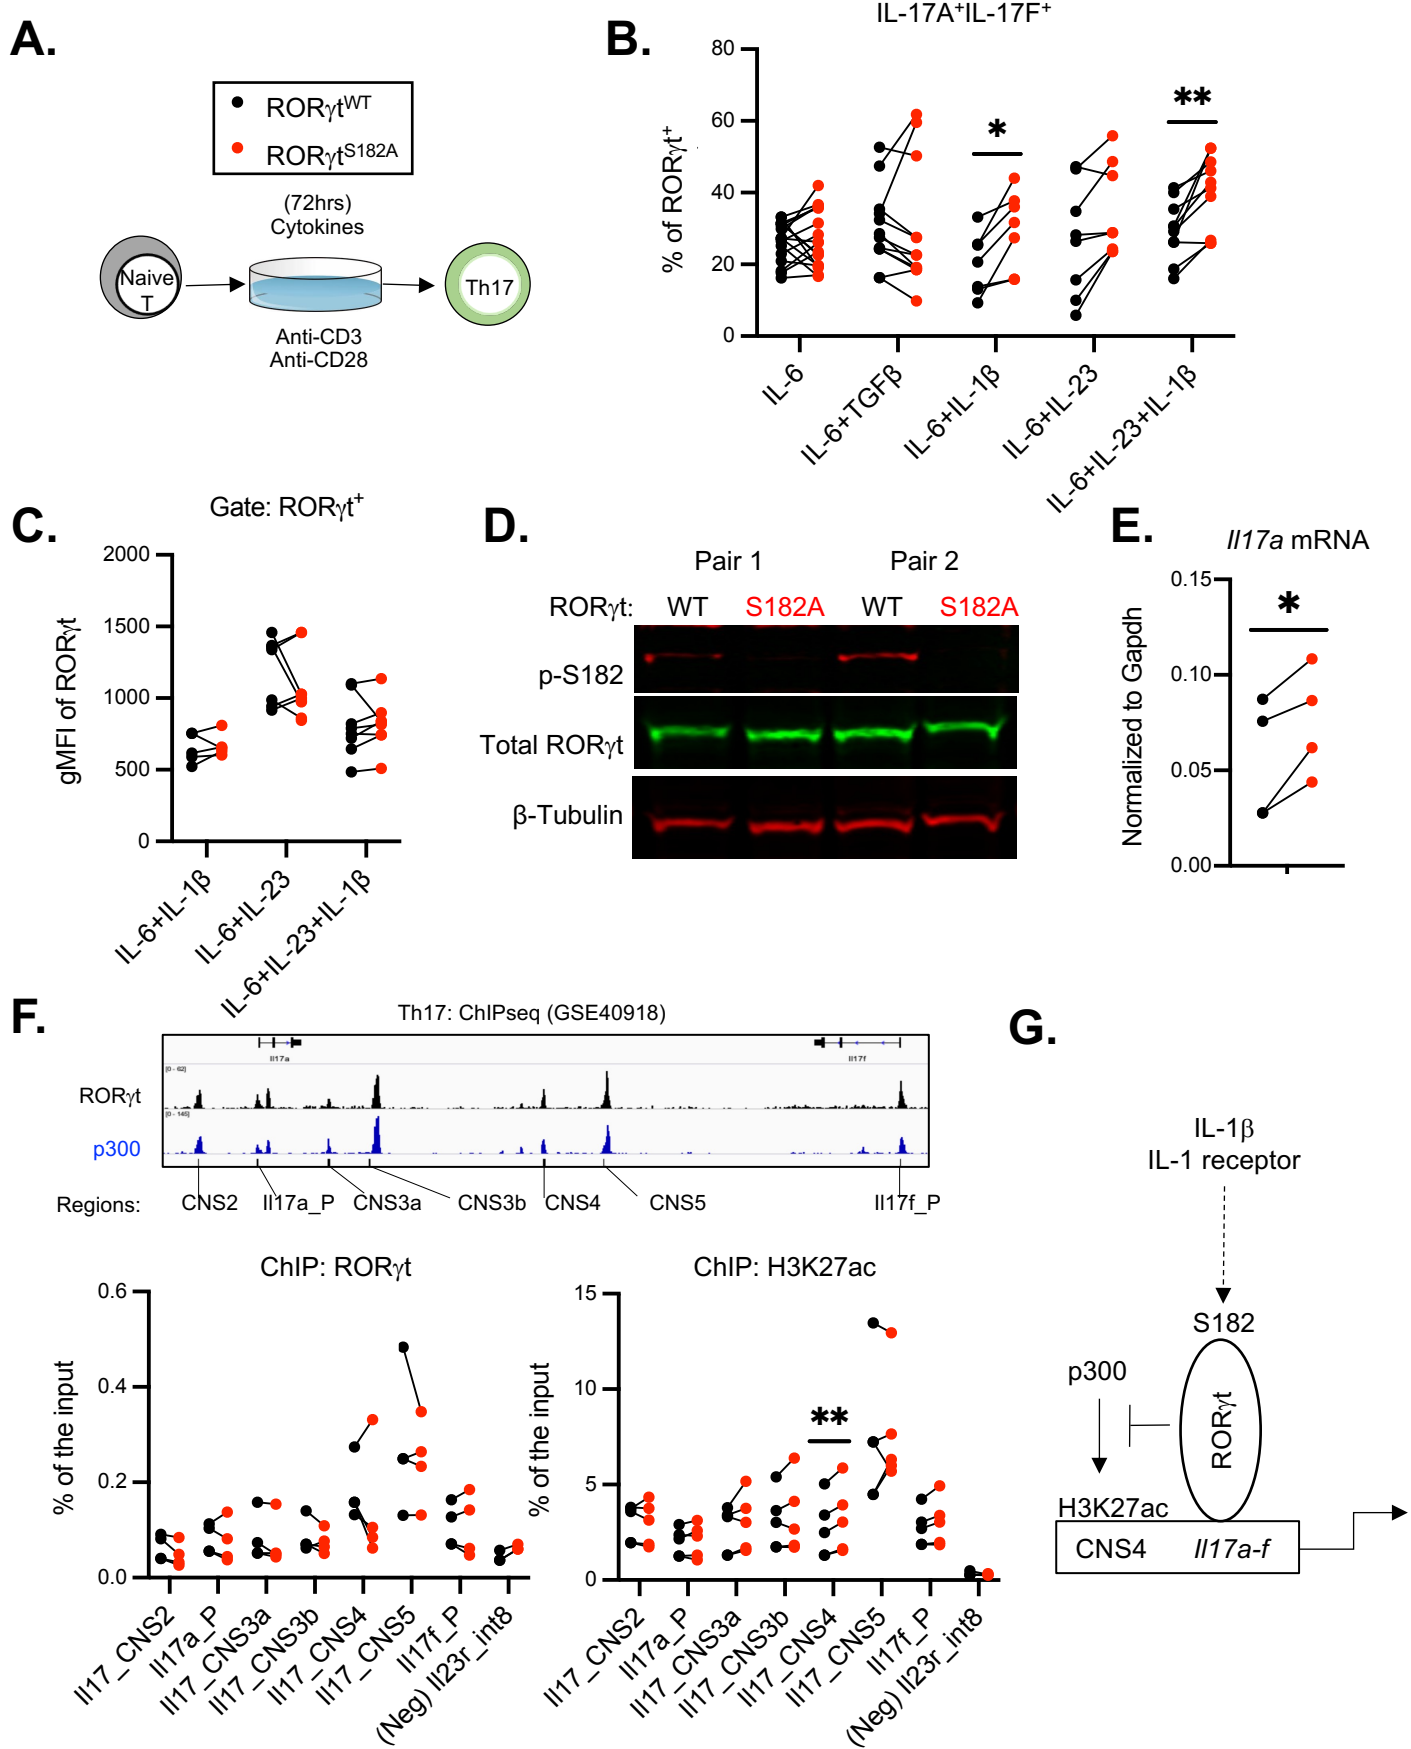 A.
RORγtWT
RORγtS182A
(72hrs)
Cytokines
Naive
T
Th17
Anti-CD3
Anti-CD28
B.
IL-17A+IL-17F+
% of RORγt+
80
60
40
20
0
*
**
IL-6
IL-6+TGFβ
IL-6+IL-1β
IL-6+IL-23
IL-6+IL-23+IL-1β
C.
Gate: RORγt+
gMFI of RORγt
2000
1500
1000
500
0
IL-6+IL-1β
IL-6+IL-23
IL-6+IL-23+IL-1β
D.
Pair 1 Pair 2
RORγt: WT S182A WT S182A
p-S182
Total RORγt
β-Tubulin
E.
Il17a mRNA
Normalized to Gapdh
0.15
0.10
0.05
0.00
*
F.
Th17: ChIPseq (GSE40918)
Il17a Il17f
[0 - 62]
RORγt
[0 - 145]
p300
Regions: CNS2 Il17a_P CNS3a CNS3b CNS4 CNS5 Il17f_P
ChIP: RORγt
% of the input
0.6
0.4
0.2
0.0
Il17_CNS2
Il17a_P
Il17_CNS3a
Il17_CNS3b
Il17_CNS4
Il17_CNS5
Il17f_P
(Neg) Il23r_int8
ChIP: H3K27ac
% of the input
15
10
5
0
**
Il17_CNS2
Il17a_P
Il17_CNS3a
Il17_CNS3b
Il17_CNS4
Il17_CNS5
Il17f_P
(Neg) Il23r_int8
G.
IL-1β
IL-1 receptor
S182
p300
RORγt
H3K27ac
CNS4 Il17a-f